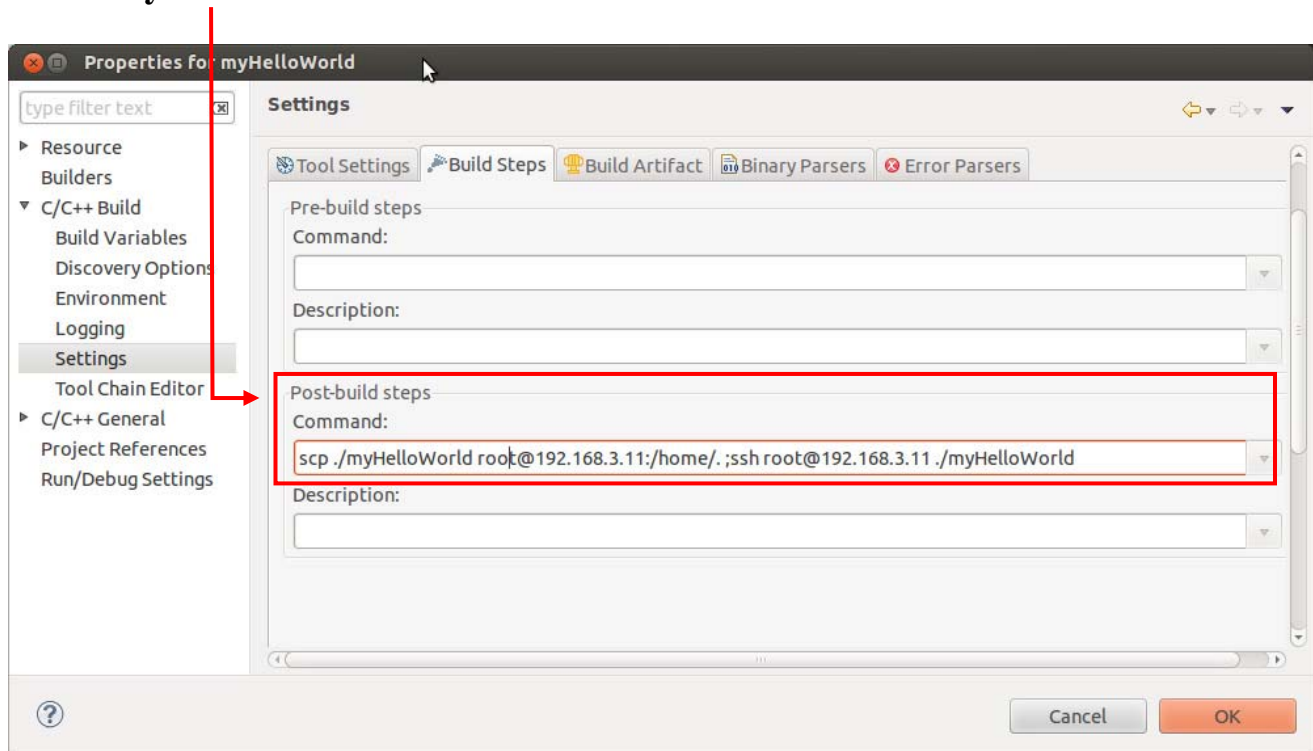 Properties for myHelloWorld
type filter text
Settings
Resource
Builders
C/C++ Build
Build Variables
Discovery Options
Environment
Logging
Settings
Tool Chain Editor
C/C++ General
Project References
Run/Debug Settings
Tool Settings Build Steps Build Artifact Binary Parsers Error Parsers
Pre-build steps
Command:
Description:
Post-build steps
Command:
scp ./myHelloWorld root@192.168.3.11:/home/. ;ssh root@192.168.3.11 ./myHelloWorld
Description:
Cancel OK